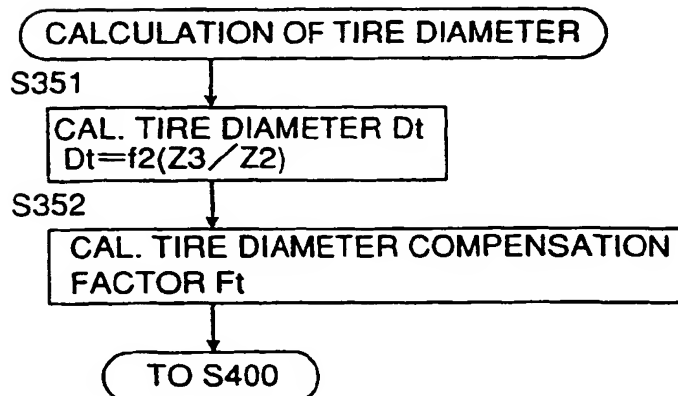 CALCULATION OF TIRE DIAMETER
S351
CAL. TIRE DIAMETER Dt
Dt=f2(Z3/Z2)
S352
CAL. TIRE DIAMETER COMPENSATION
FACTOR Ft
TO S400